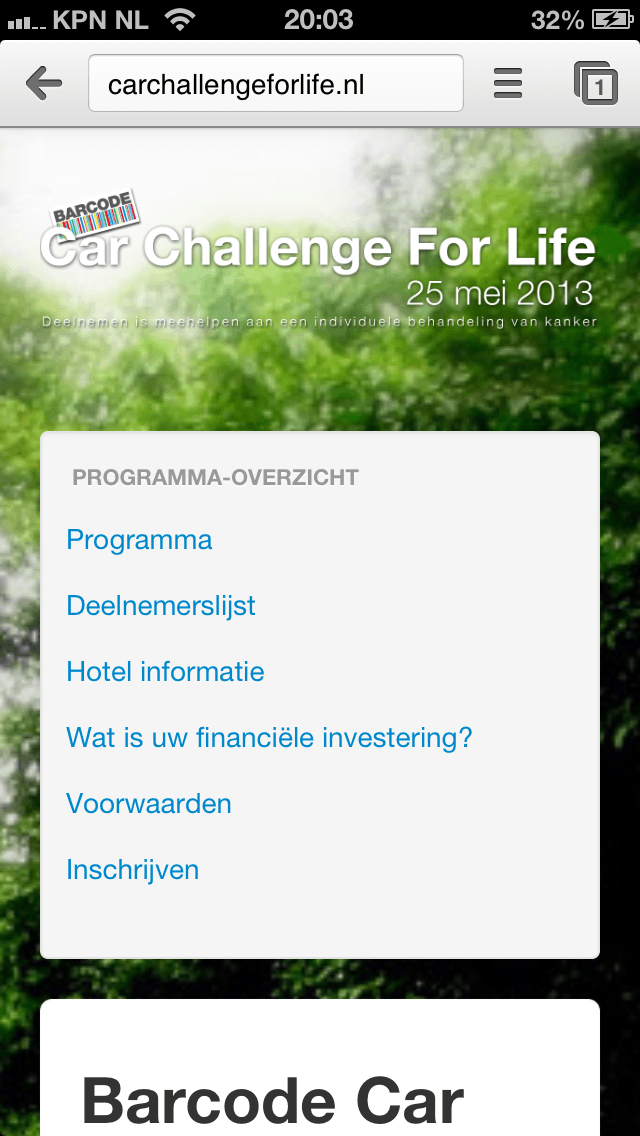 KPN NL 20:03 32%
carchallengeforlife.nl 1
BARCODE
Car Challenge For Life
25 mei 2013
Deelnemen is meehelpen aan een individuele behandeling van kanker
PROGRAMMA-OVERZICHT
Programma
Deelnemerslijst
Hotel informatie
Wat is uw financiële investering?
Voorwaarden
Inschrijven
Barcode Car